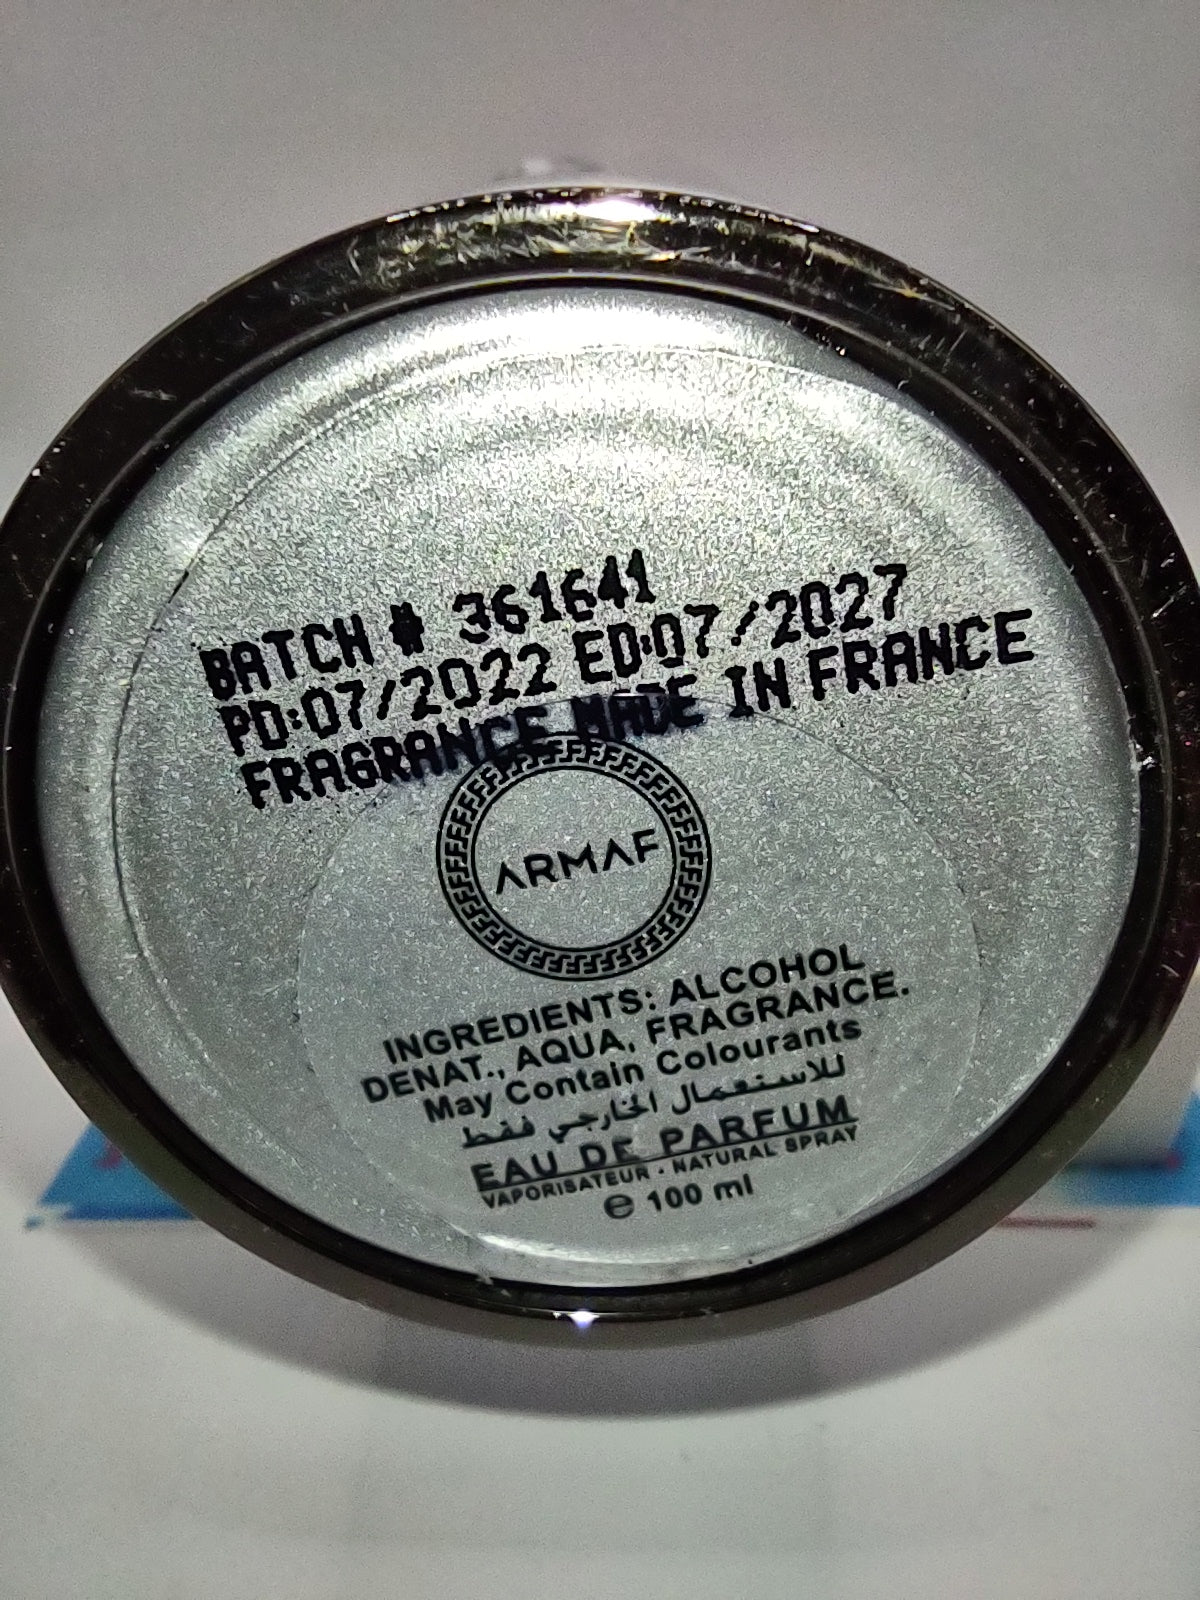 BATCH # 361641
PD:07/2022 ED:07/2027
FRAGRANCE MADE IN FRANCE
ARMAF
INGREDIENTS: ALCOHOL
DENAT., AQUA, FRAGRANCE.
May Contain Colourants
للاستعمال الخارجي فقط
EAU DE PARFUM
VAPORISATEUR · NATURAL SPRAY
℮ 100 ml